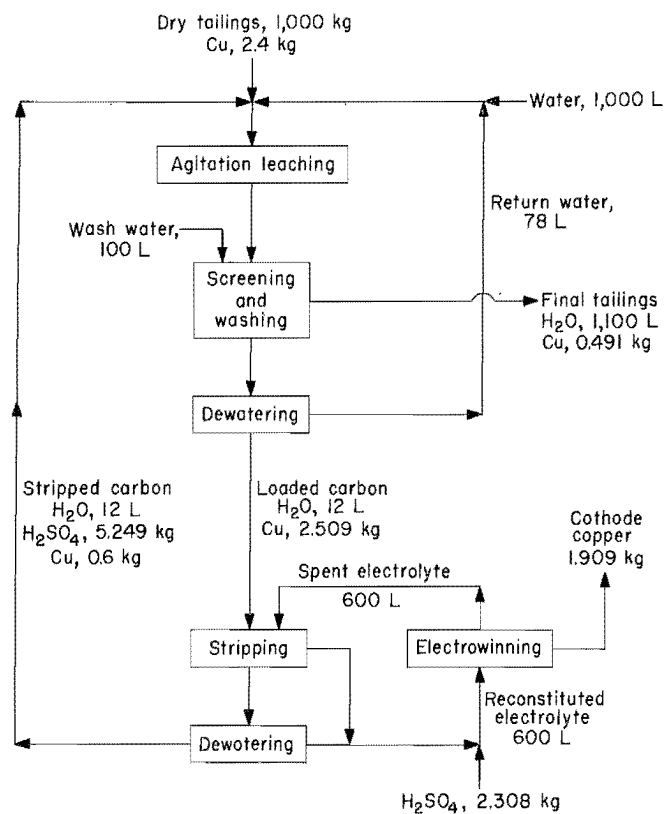 Dry tailings, 1,000 kg
Cu, 2.4 kg
Water, 1,000 L
Agitation leaching
Return water,
78 L
Wash water,
100 L
Screening
and
washing
Final tailings
H₂O, 1,100 L
Cu, 0.491 kg
Dewatering
Stripped carbon
H₂O, 12 L
H₂SO₄, 5.249 kg
Cu, 0.6 kg
Loaded carbon
H₂O, 12 L
Cu, 2.509 kg
Cathode
copper
1.909 kg
Spent electrolyte
600 L
Stripping
Electrowinning
Reconstituted
electrolyte
600 L
Dewatering
H₂SO₄, 2.308 kg